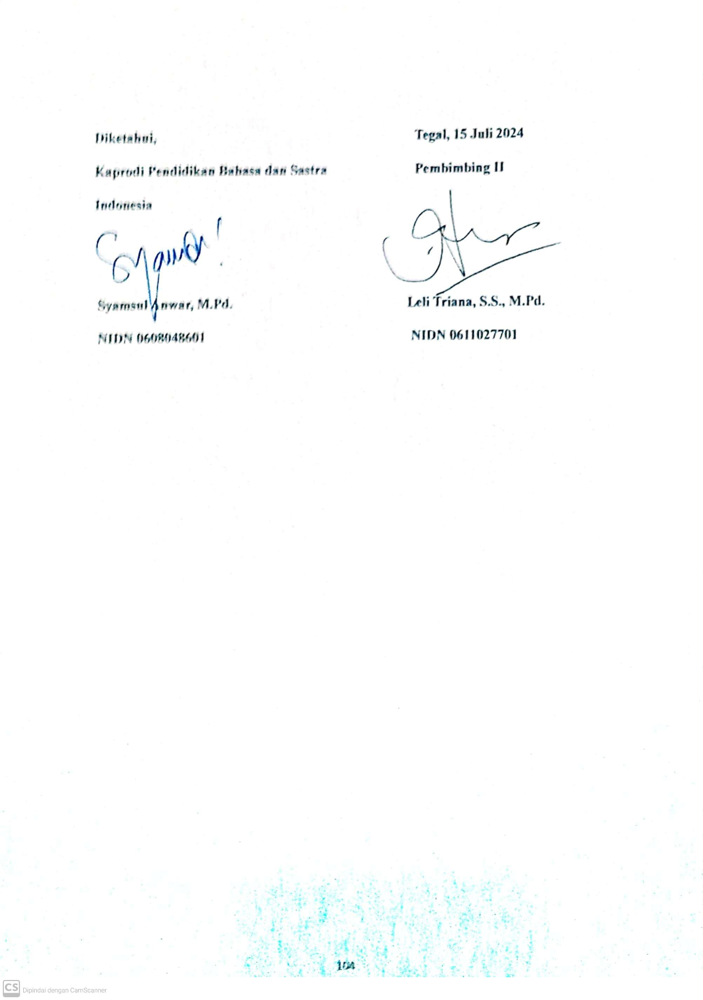 Diketahui,
Kaprodi Pendidikan Bahasa dan Sastra
Indonesia
Syamsul Anwar, M.Pd.
NIDN 0608048601
Tegal, 15 Juli 2024
Pembimbing II
Leli Triana, S.S., M.Pd.
NIDN 0611027701
104
CS Dipindai dengan CamScanner